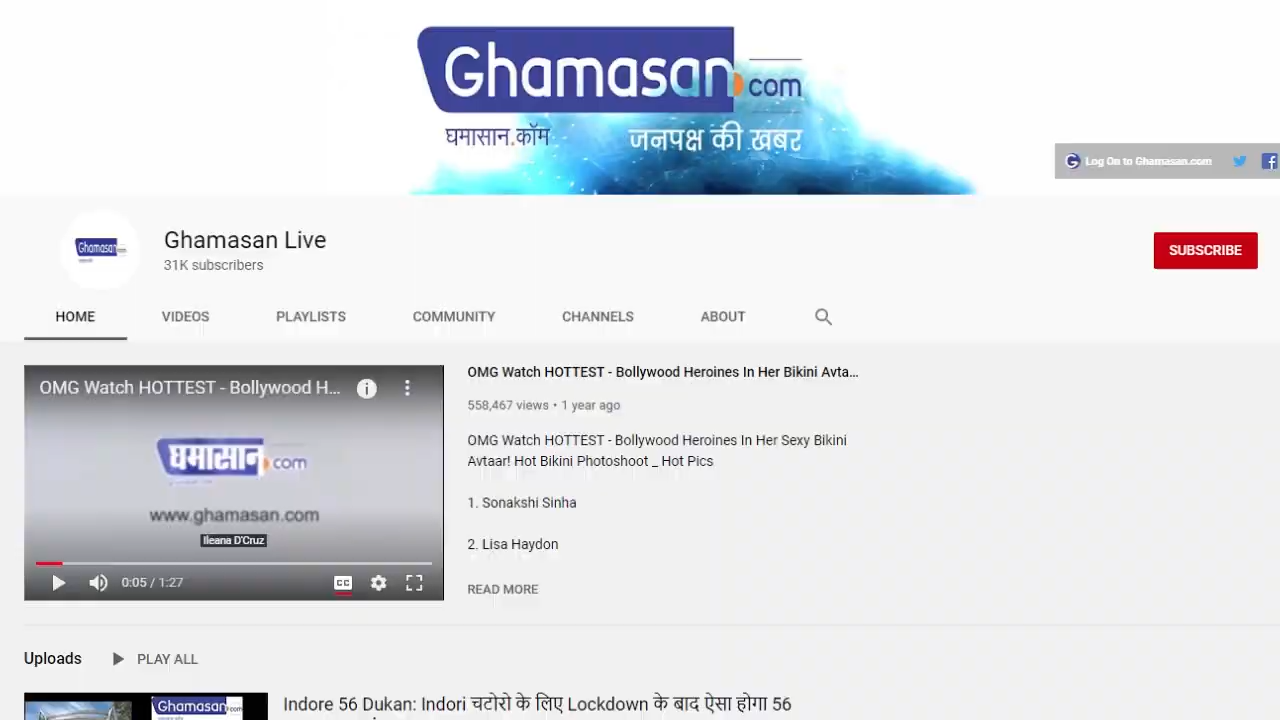 Ghamasan.com
घमासान.कॉम
जनपक्ष की खबर
Log On to Ghamasan.com
Ghamasan
Ghamasan Live
31K subscribers
SUBSCRIBE
HOME
VIDEOS
PLAYLISTS
COMMUNITY
CHANNELS
ABOUT
OMG Watch HOTTEST - Bollywood H...
घमासान.com
www.ghamasan.com
Ileana D'Cruz
0:05 / 1:27
CC
OMG Watch HOTTEST - Bollywood Heroines In Her Bikini Avta...
558,467 views • 1 year ago
OMG Watch HOTTEST - Bollywood Heroines In Her Sexy Bikini
Avtaar! Hot Bikini Photoshoot _ Hot Pics
1. Sonakshi Sinha
2. Lisa Haydon
READ MORE
Uploads
PLAY ALL
Ghamasan
Indore 56 Dukan: Indori चटोरो के लिए Lockdown के बाद ऐसा होगा 56